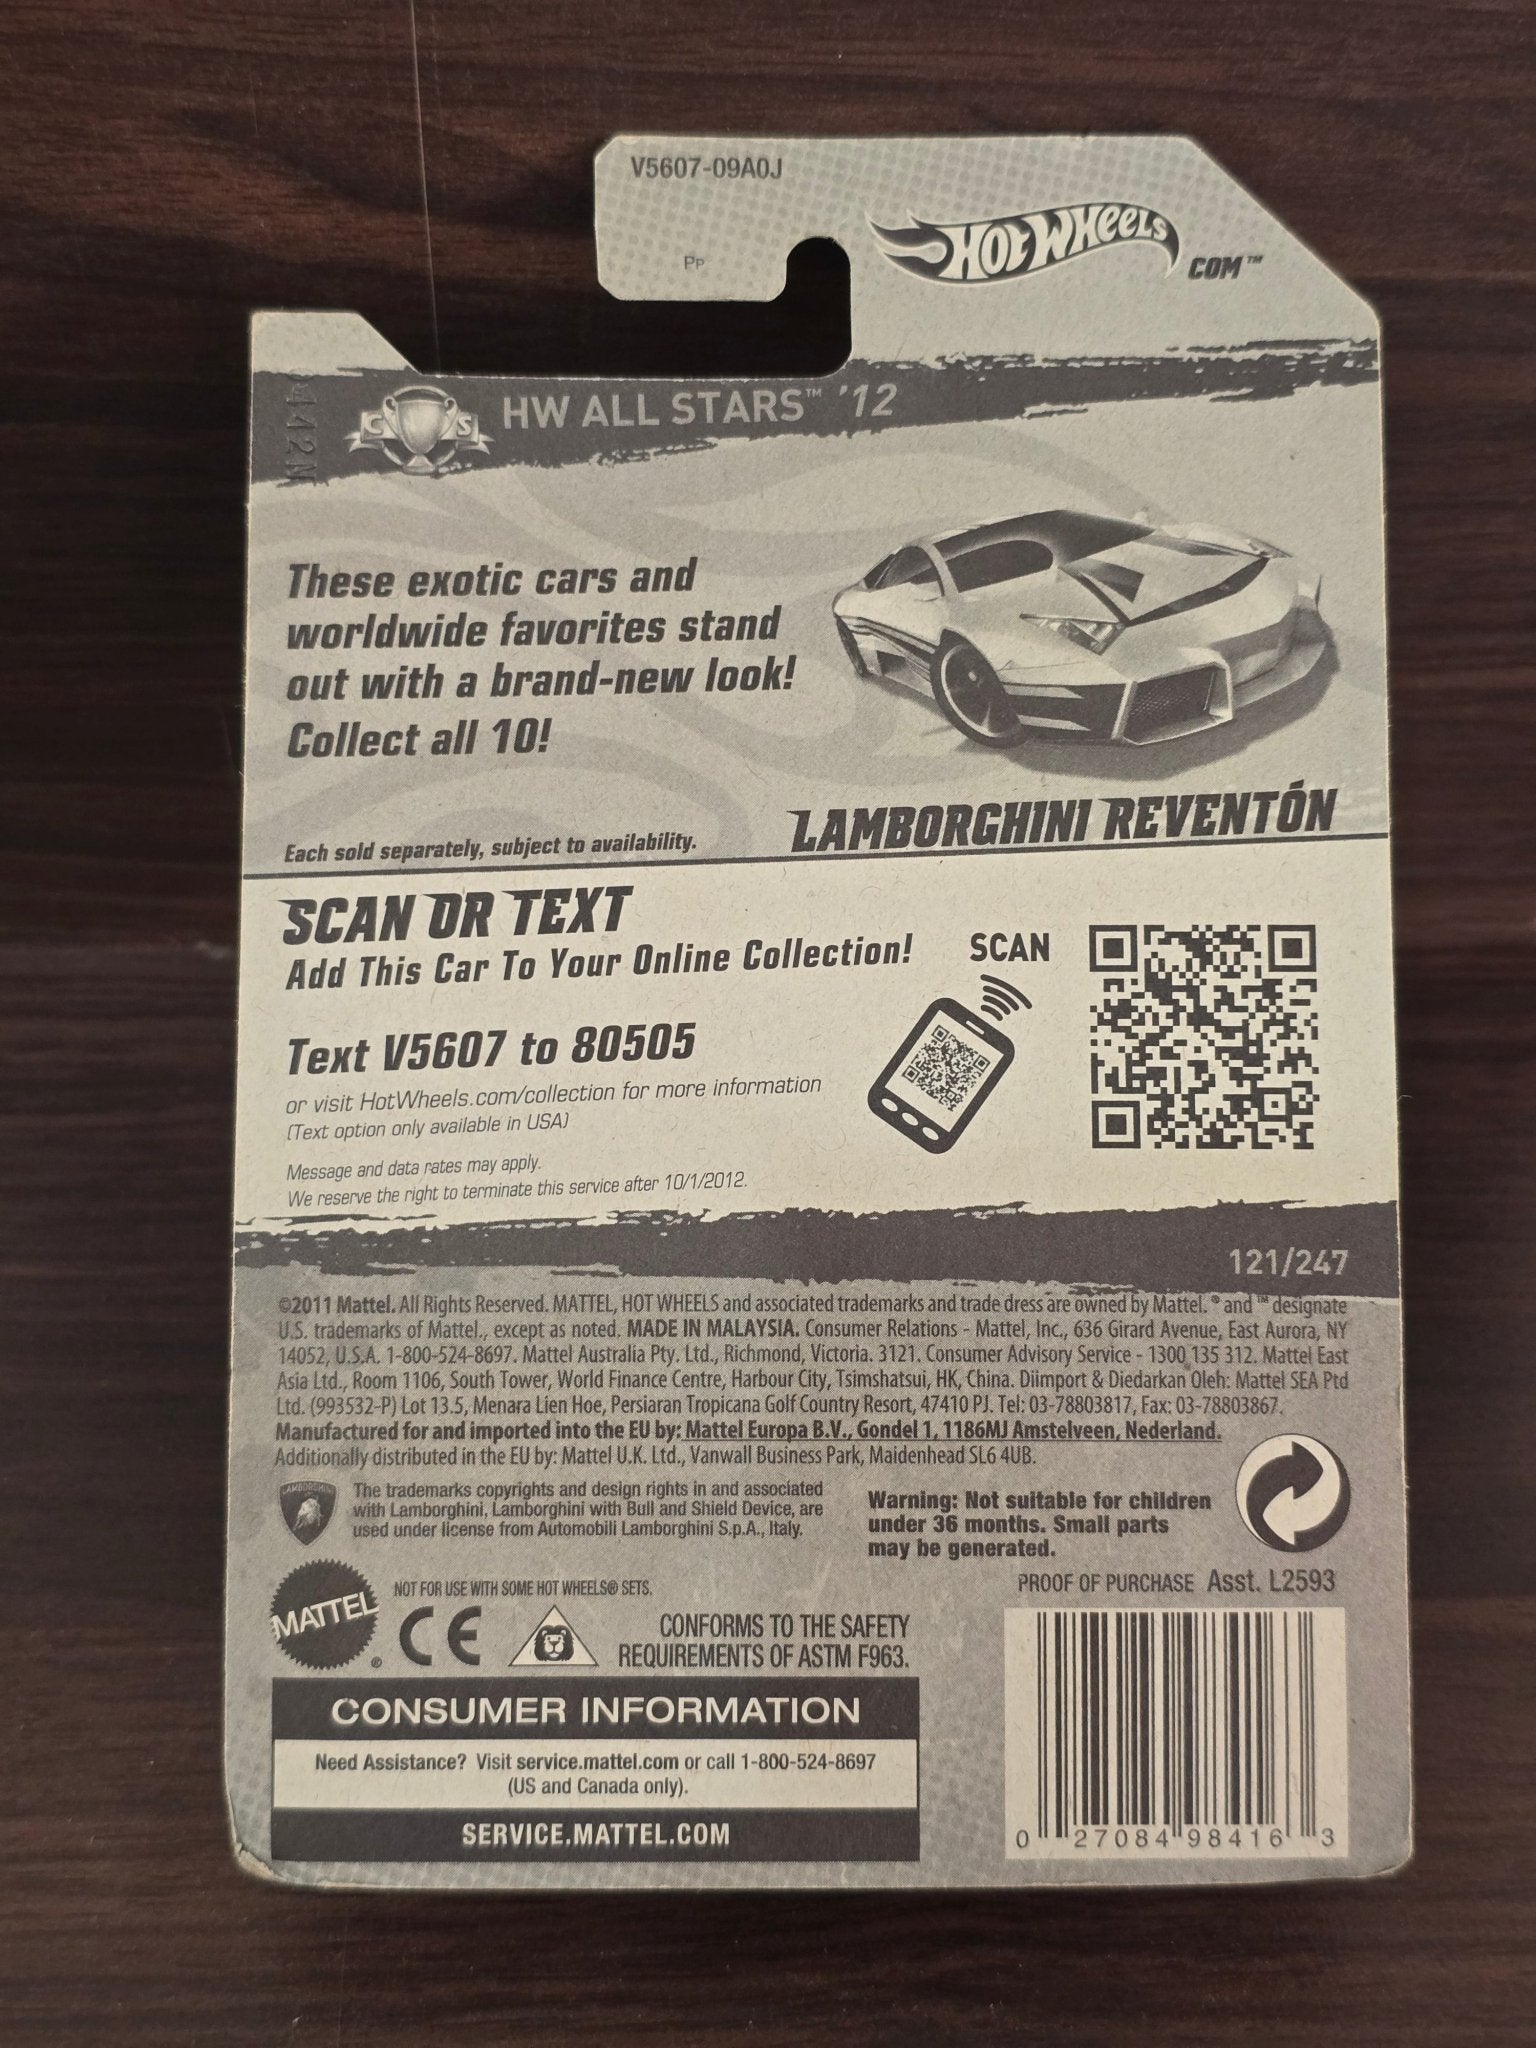 V5607-09A0J
Hot Wheels
.COM™
PP
HW ALL STARS™ '12
C S
These exotic cars and
worldwide favorites stand
out with a brand-new look!
Collect all 10!
LAMBORGHINI REVENTÓN
Each sold separately, subject to availability.
SCAN OR TEXT
Add This Car To Your Online Collection!
SCAN
Text V5607 to 80505
or visit HotWheels.com/collection for more information
(Text option only available in USA)
Message and data rates may apply.
We reserve the right to terminate this service after 10/1/2012.
121/247
©2011 Mattel. All Rights Reserved. MATTEL, HOT WHEELS and associated trademarks and trade dress are owned by Mattel. ® and ™ designate
U.S. trademarks of Mattel., except as noted. MADE IN MALAYSIA. Consumer Relations - Mattel, Inc., 636 Girard Avenue, East Aurora, NY
14052, U.S.A. 1-800-524-8697. Mattel Australia Pty. Ltd., Richmond, Victoria. 3121. Consumer Advisory Service - 1300 135 312. Mattel East
Asia Ltd., Room 1106, South Tower, World Finance Centre, Harbour City, Tsimshatsui, HK, China. Diimport & Diedarkan Oleh: Mattel SEA Ptd
Ltd. (993532-P) Lot 13.5, Menara Lien Hoe, Persiaran Tropicana Golf Country Resort, 47410 PJ. Tel: 03-78803817, Fax: 03-78803867.
Manufactured for and imported into the EU by: Mattel Europa B.V., Gondel 1, 1186MJ Amstelveen, Nederland.
Additionally distributed in the EU by: Mattel U.K. Ltd., Vanwall Business Park, Maidenhead SL6 4UB.
LAMBORGHINI
The trademarks copyrights and design rights in and associated
with Lamborghini, Lamborghini with Bull and Shield Device, are
used under license from Automobili Lamborghini S.p.A., Italy.
Warning: Not suitable for children
under 36 months. Small parts
may be generated.
PROOF OF PURCHASE Asst. L2593
MATTEL®
NOT FOR USE WITH SOME HOT WHEELS® SETS.
CE
CONFORMS TO THE SAFETY
REQUIREMENTS OF ASTM F963.
CONSUMER INFORMATION
Need Assistance? Visit service.mattel.com or call 1-800-524-8697
(US and Canada only).
SERVICE.MATTEL.COM
0 27084 98416 3